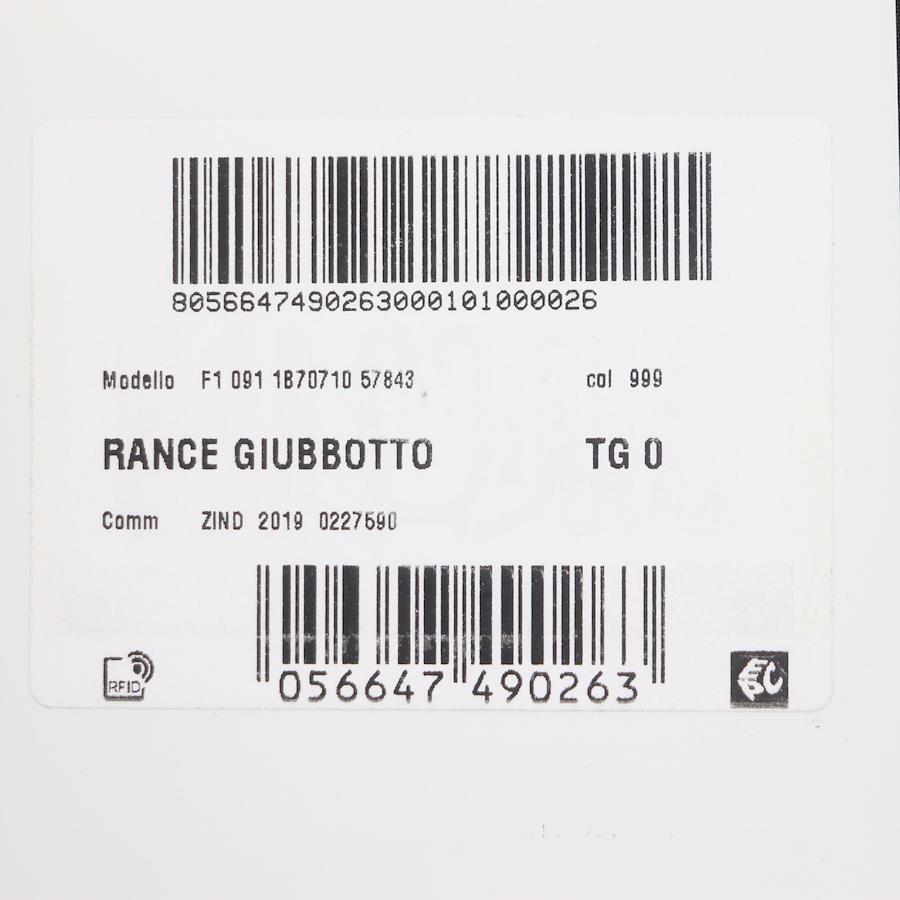 8056647490263000101000026
Modello F1 091 1B70710 57843 col 999
RANCE GIUBBOTTO TG 0
Comm ZIND 2019 0227590
RFID
056647 490263